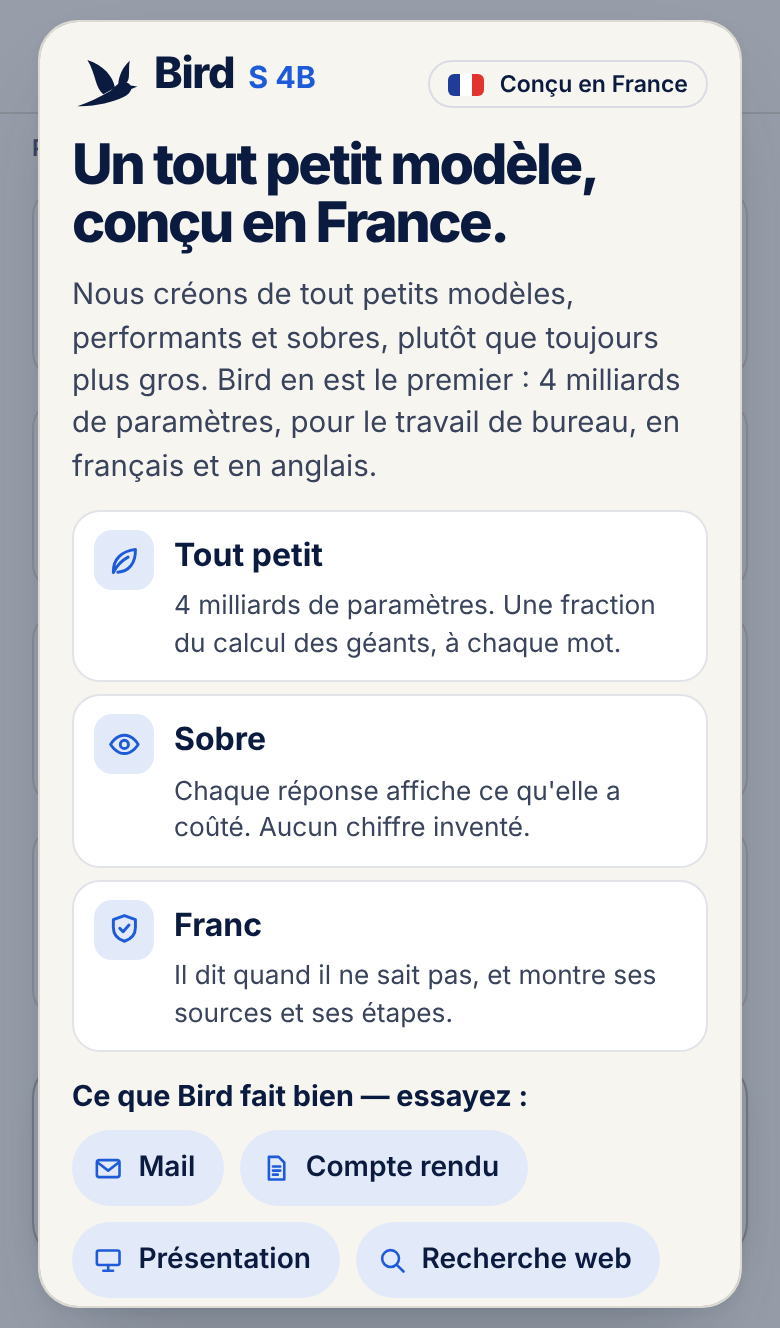 Bird S 4B
Conçu en France
Un tout petit modèle,
conçu en France.
Nous créons de tout petits modèles,
performants et sobres, plutôt que toujours
plus gros. Bird en est le premier : 4 milliards
de paramètres, pour le travail de bureau, en
français et en anglais.
Tout petit
4 milliards de paramètres. Une fraction
du calcul des géants, à chaque mot.
Sobre
Chaque réponse affiche ce qu'elle a
coûté. Aucun chiffre inventé.
Franc
Il dit quand il ne sait pas, et montre ses
sources et ses étapes.
Ce que Bird fait bien — essayez :
Mail
Compte rendu
Présentation
Recherche web